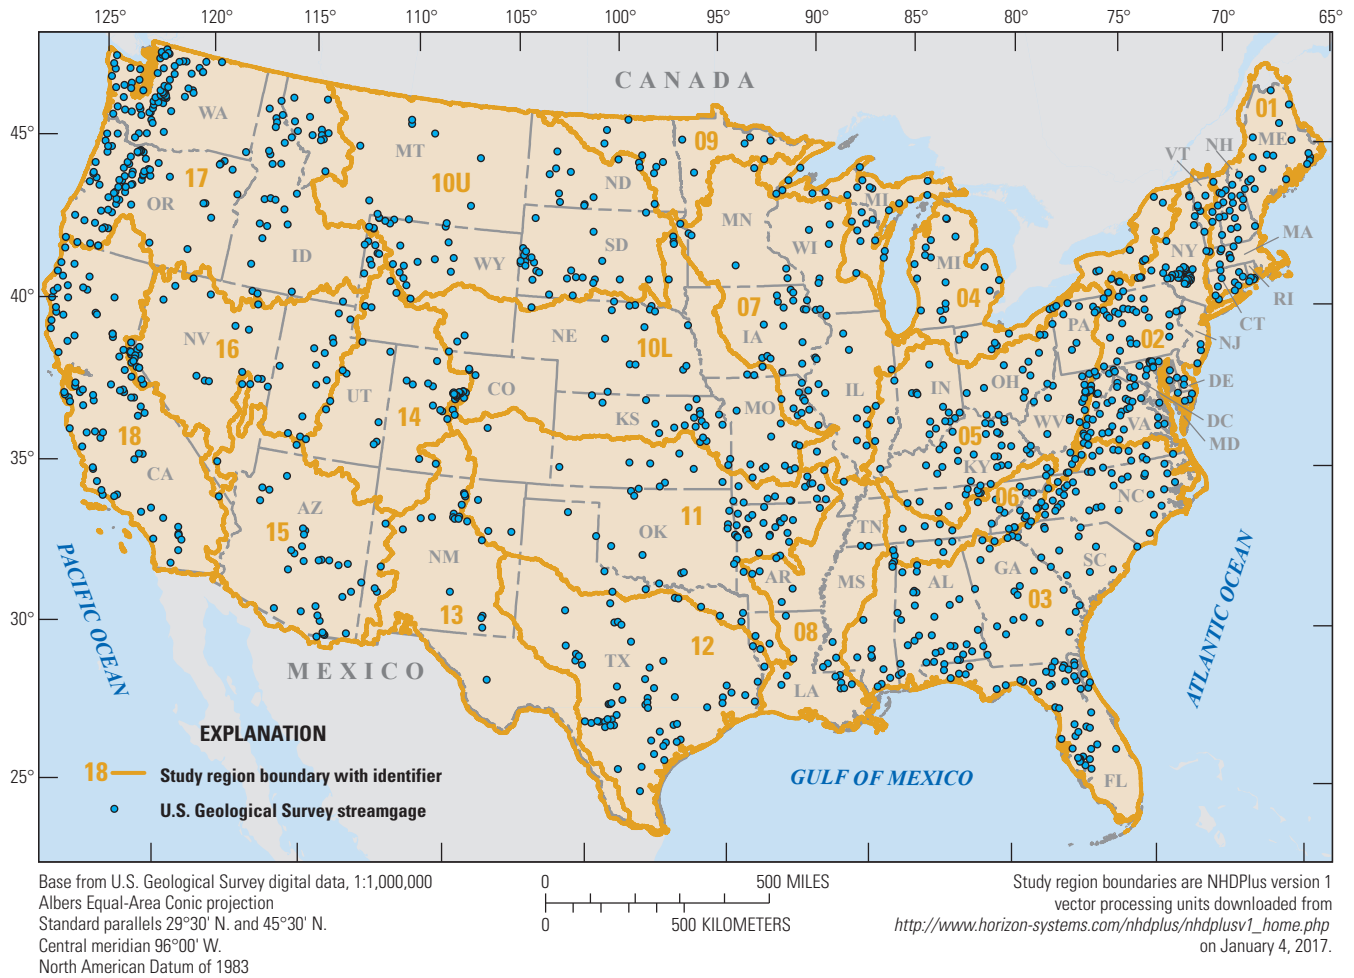 125° 120° 115° 110° 105° 100° 95° 90° 85° 80° 75° 70° 65°
CANADA
01
WA
45°
09
ME
MT
NH
VT
17
10U
ND
OR
MI
MN
MA
SD
WI
NY
ID
WY
MI
40°
04
RI
07
CT
NV
NE
PA
02
NJ
16
10L
IA
UT
CO
IN
OH
DE
14
IL
MO
KS
DC
18
05
WV
VA
MD
35°
CA
KY
06
NC
AZ
11
TN
15
OK
NM
SC
GA
AR
MS
AL
03
PACIFIC OCEAN
ATLANTIC OCEAN
30°
13
08
12
MEXICO
TX
LA
EXPLANATION
18 Study region boundary with identifier
25°
GULF OF MEXICO
FL
U.S. Geological Survey streamgage
Base from U.S. Geological Survey digital data, 1:1,000,000
Albers Equal-Area Conic projection
Standard parallels 29°30' N. and 45°30' N.
Central meridian 96°00' W.
North American Datum of 1983
0 500 MILES
0 500 KILOMETERS
Study region boundaries are NHDPlus version 1
vector processing units downloaded from
http://www.horizon-systems.com/nhdplus/nhdplusv1_home.php
on January 4, 2017.